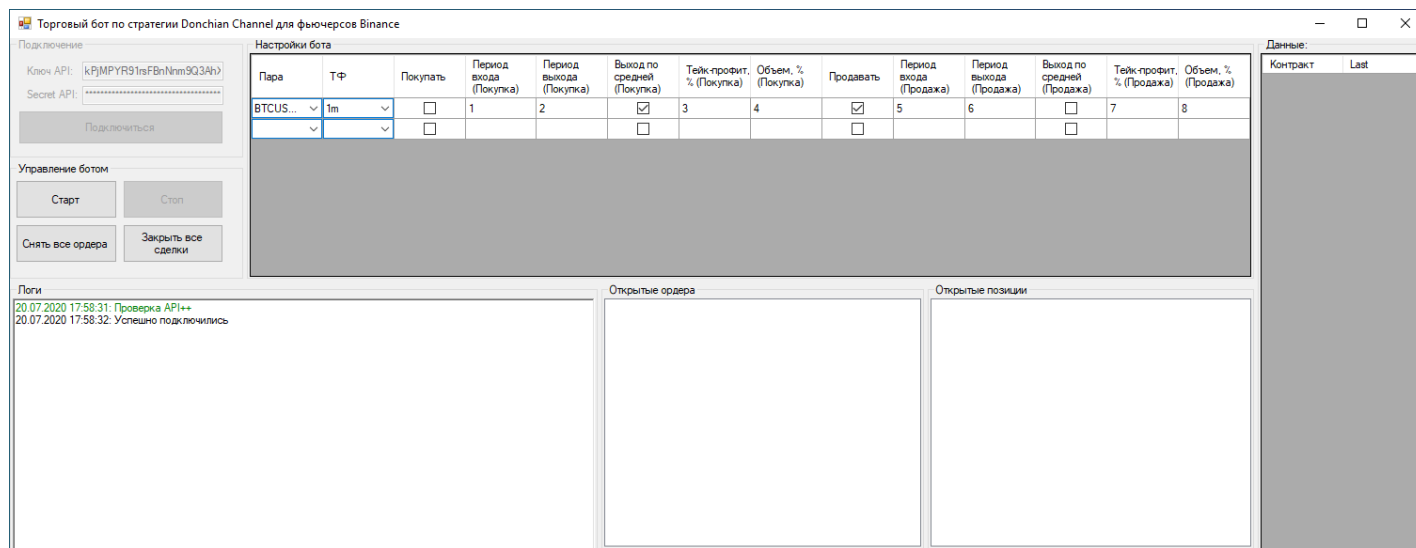 Торговый бот по стратегии Donchian Channel для фьючерсов Binance
Подключение
Ключ API:
Secret API: ************************************
Подключиться
Управление ботом
Старт
Стоп
Снять все ордера
Закрыть все
сделки
Настройки бота
Пара
ТФ
Покупать
Период
входа
(Покупка)
Период
выхода
(Покупка)
Выход по
средней
(Покупка)
Тейк-профит,
% (Покупка)
Объем, %
(Покупка)
Продавать
Период
входа
(Продажа)
Период
выхода
(Продажа)
Выход по
средней
(Продажа)
Тейк-профит,
% (Продажа)
Объем, %
(Продажа)
BTCUS... 1m 1 2 3 4 5 6 7 8
Данные:
Контракт Last
Логи
20.07.2020 17:58:31: Проверка API++
20.07.2020 17:58:32: Успешно подключились
Открытые ордера
Открытые позиции